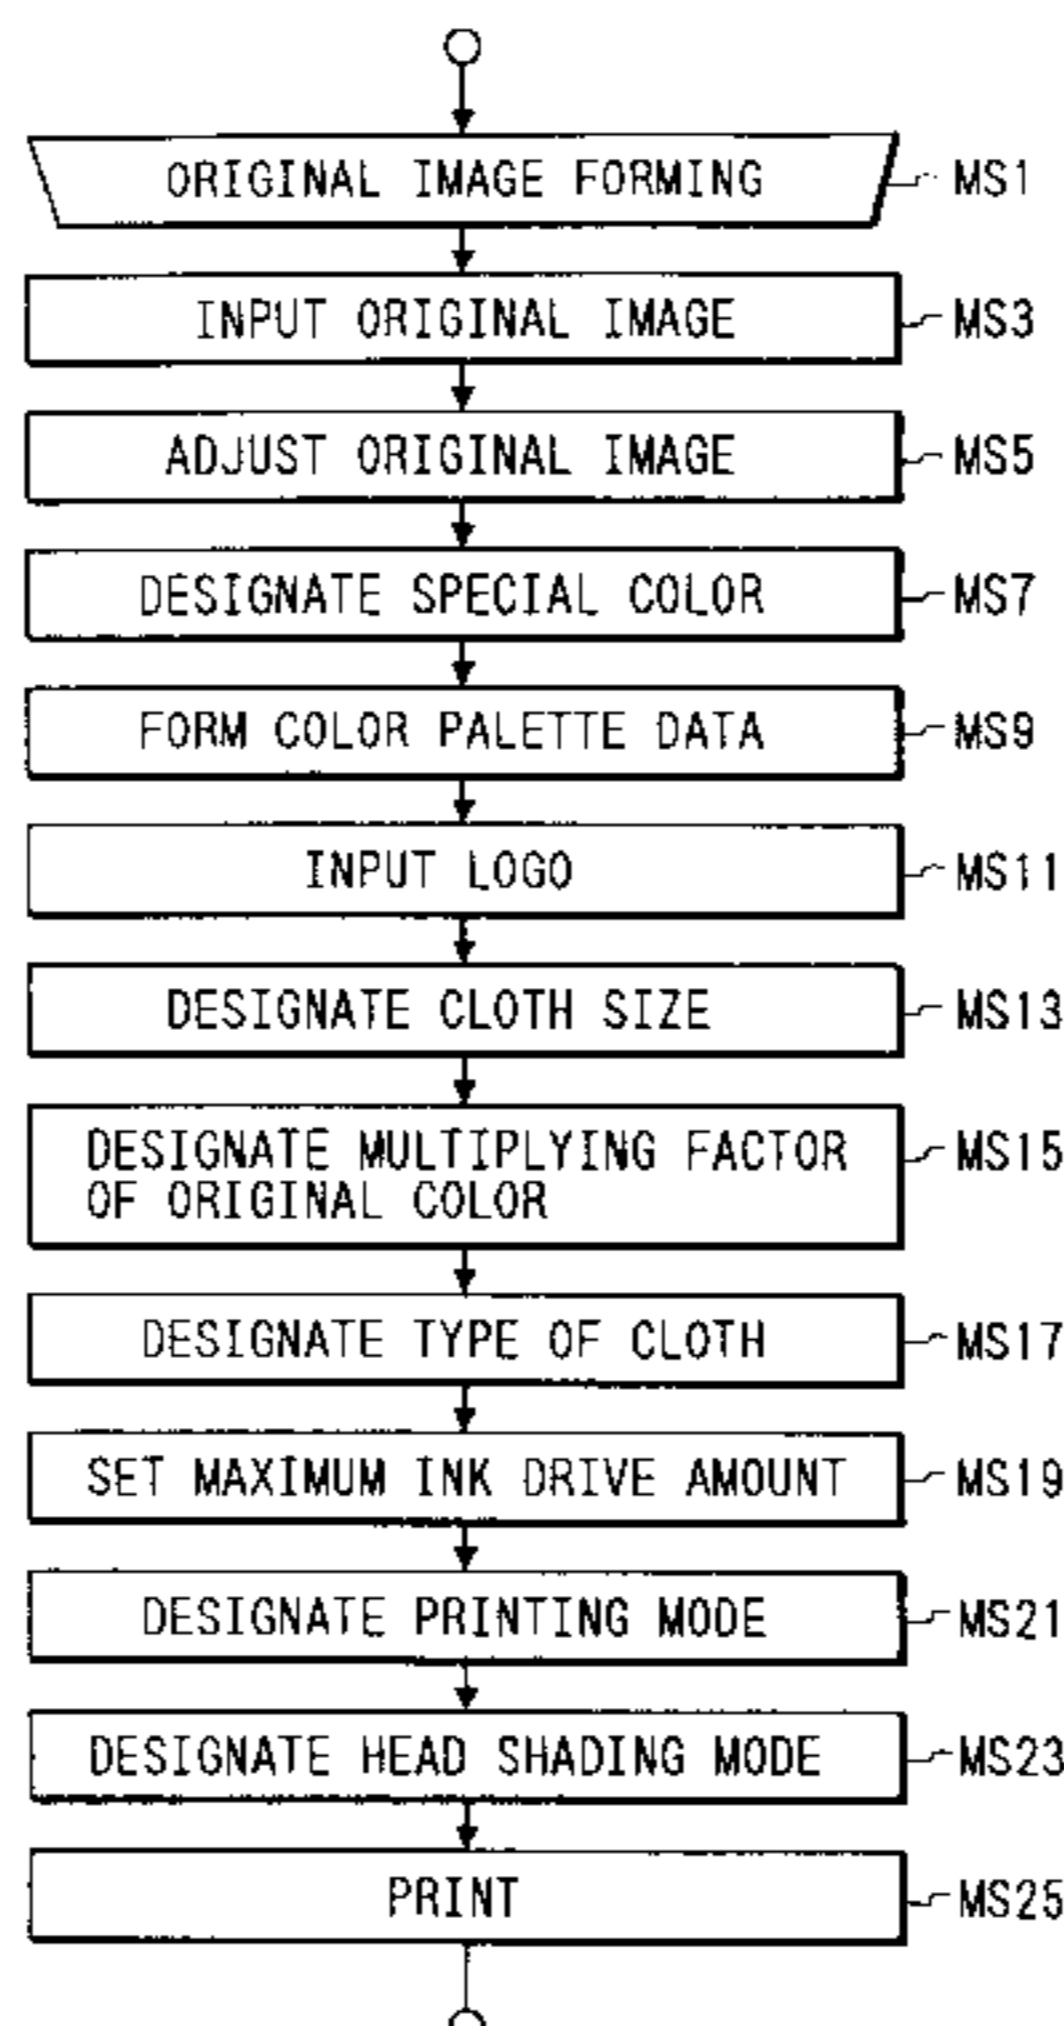 ORIGINAL IMAGE FORMING MS1
INPUT ORIGINAL IMAGE MS3
ADJUST ORIGINAL IMAGE MS5
DESIGNATE SPECIAL COLOR MS7
FORM COLOR PALETTE DATA MS9
INPUT LOGO MS11
DESIGNATE CLOTH SIZE MS13
DESIGNATE MULTIPLYING FACTOR MS15
OF ORIGINAL COLOR
DESIGNATE TYPE OF CLOTH MS17
SET MAXIMUM INK DRIVE AMOUNT MS19
DESIGNATE PRINTING MODE MS21
DESIGNATE HEAD SHADING MODE MS23
PRINT MS25